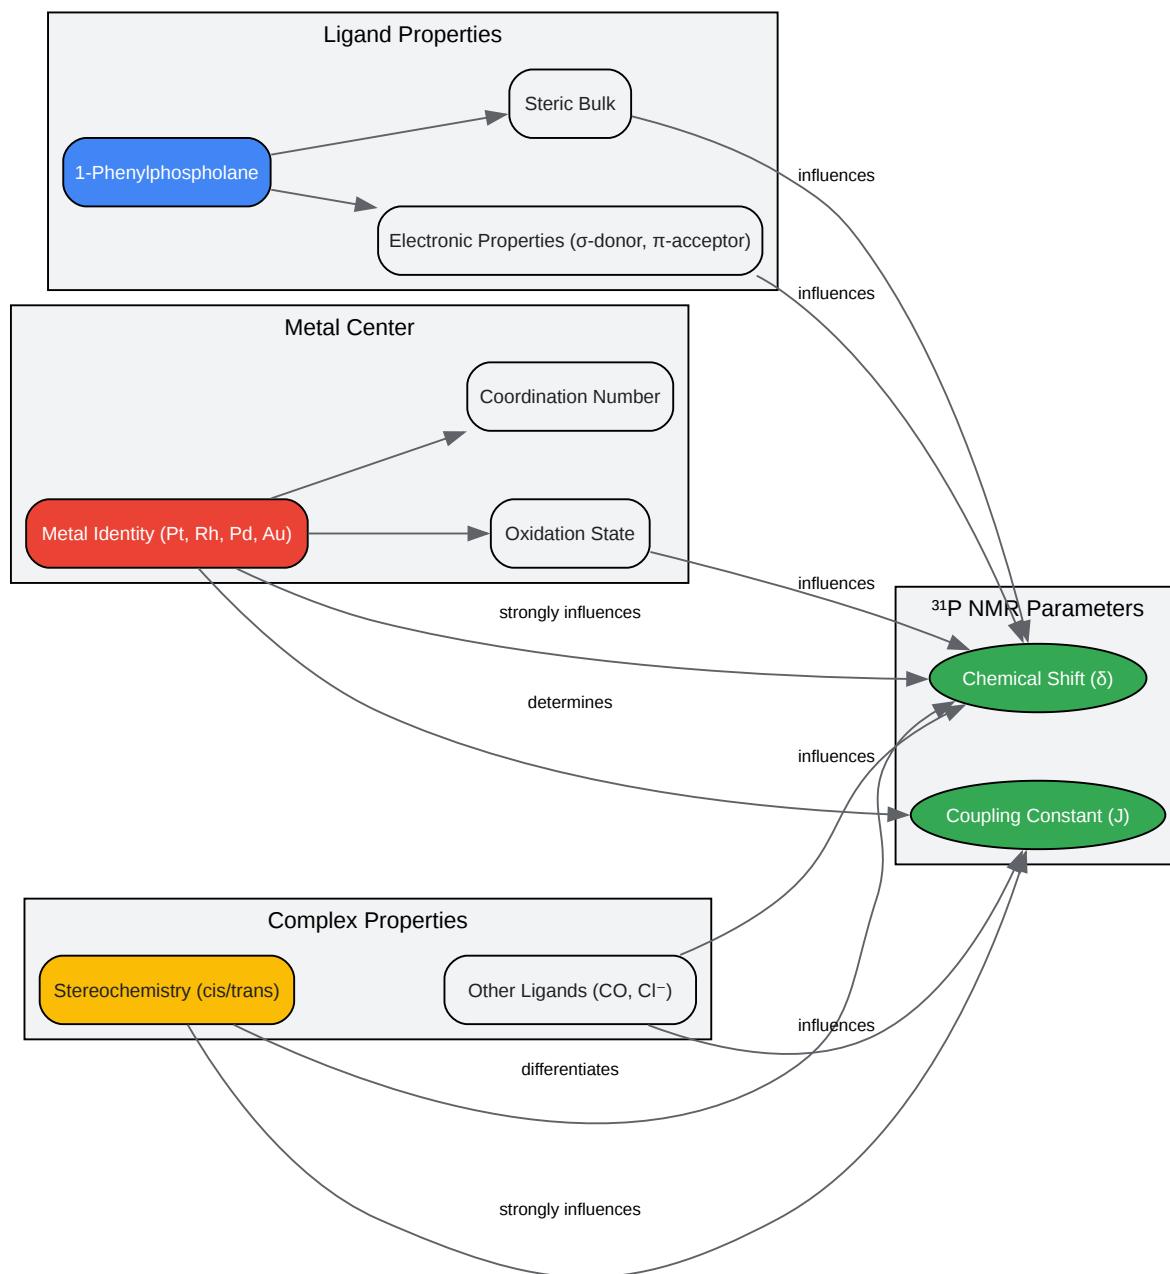 Ligand Properties
Steric Bulk
1-Phenylphospholane
influences
Electronic Properties (σ-donor, π-acceptor)
influences
Metal Center
Coordination Number
Metal Identity (Pt, Rh, Pd, Au)
Oxidation State
influences
strongly influences
³¹P NMR Parameters
Chemical Shift (δ)
determines
influences
Coupling Constant (J)
Complex Properties
Stereochemistry (cis/trans)
Other Ligands (CO, Cl⁻)
influences
differentiates
strongly influences